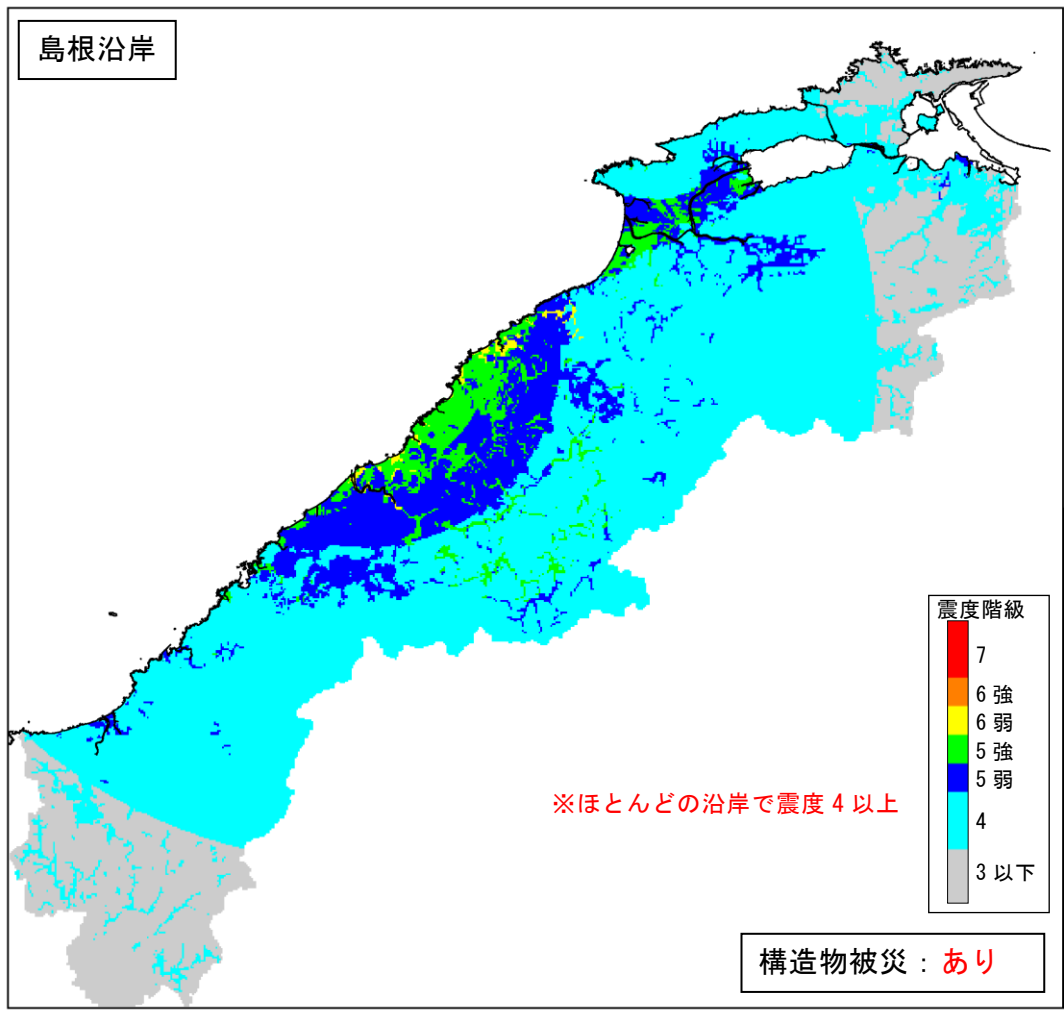 島根沿岸
震度階級
7
6 強
6 弱
5 強
5 弱
4
3 以下
※ほとんどの沿岸で震度 4 以上
構造物被災：あり